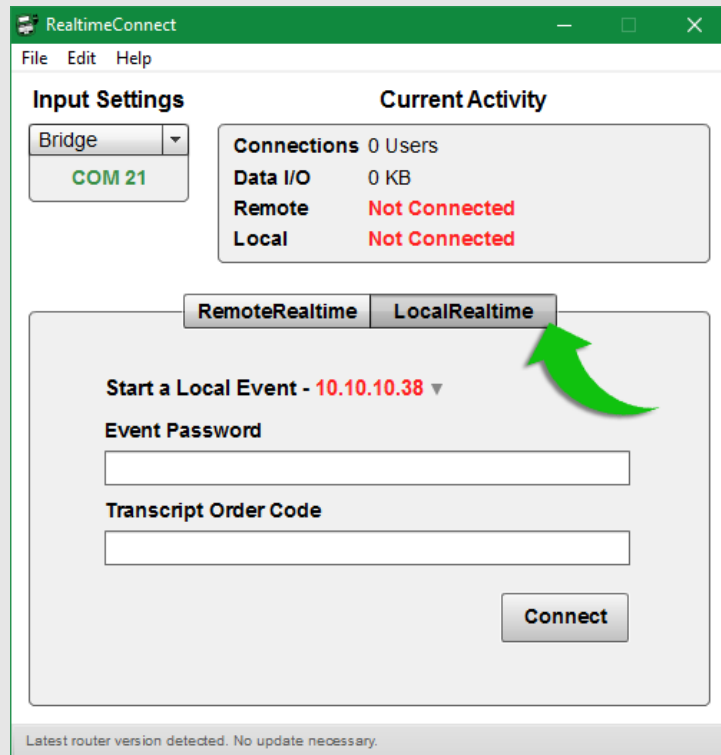 RealtimeConnect
File Edit Help
Input Settings
Current Activity
Bridge
COM 21
Connections 0 Users
Data I/O 0 KB
Remote Not Connected
Local Not Connected
RemoteRealtime LocalRealtime
Start a Local Event - 10.10.10.38
Event Password
Transcript Order Code
Connect
Latest router version detected. No update necessary.